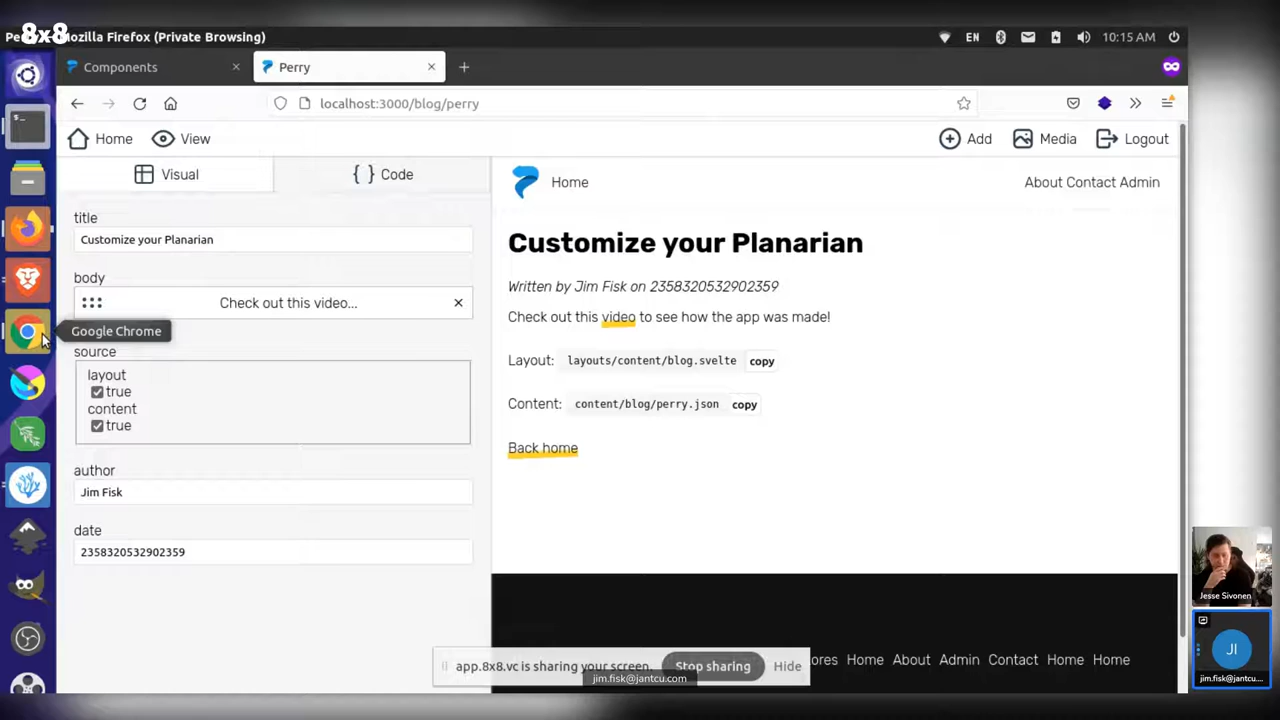 8x8
Pe
Mozilla Firefox (Private Browsing)
EN
10:15 AM
Components
Perry
localhost:3000/blog/perry
Home
View
Add
Media
Logout
Visual
{ } Code
Home
About Contact Admin
title
Customize your Planarian
Customize your Planarian
body
Written by Jim Fisk on 2358320532902359
Check out this video...
Check out this video to see how the app was made!
Google Chrome
source
layout
true
content
true
Layout: layouts/content/blog.svelte copy
Content: content/blog/perry.json copy
Back home
author
Jim Fisk
date
2358320532902359
Jesse Sivonen
JI
jim.fisk@jantcu....
app.8x8.vc is sharing your screen. Stop sharing Hide
jim.fisk@jantcu.com
ores Home About Admin Contact Home Home